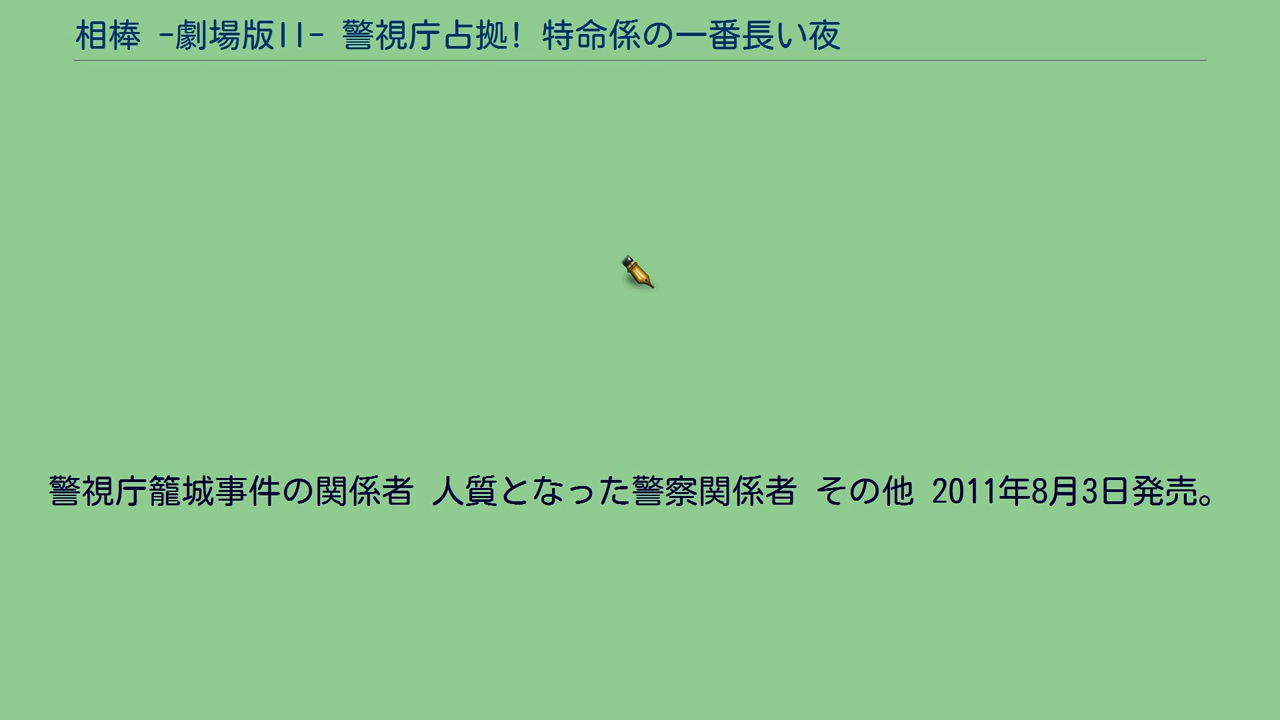 相棒 -劇場版II- 警視庁占拠! 特命係の一番長い夜
警視庁籠城事件の関係者 人質となった警察関係者 その他 2011年8月3日発売。